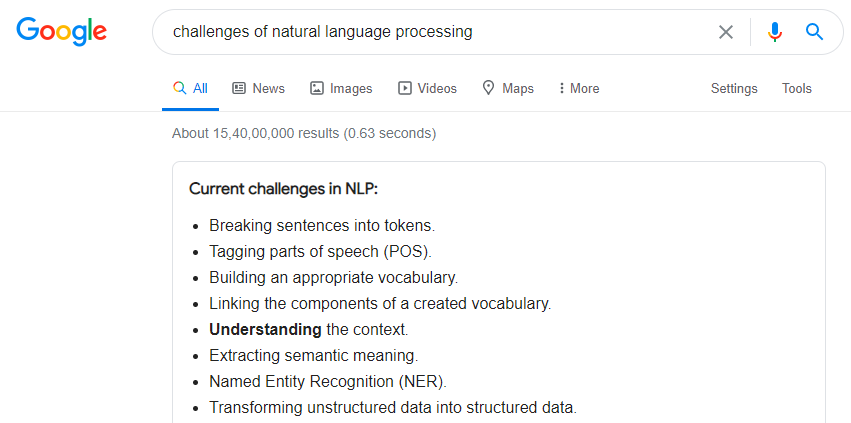 Google
challenges of natural language processing
All News Images Videos Maps More Settings Tools
About 15,40,00,000 results (0.63 seconds)
Current challenges in NLP:
• Breaking sentences into tokens.
• Tagging parts of speech (POS).
• Building an appropriate vocabulary.
• Linking the components of a created vocabulary.
• Understanding the context.
• Extracting semantic meaning.
• Named Entity Recognition (NER).
• Transforming unstructured data into structured data.